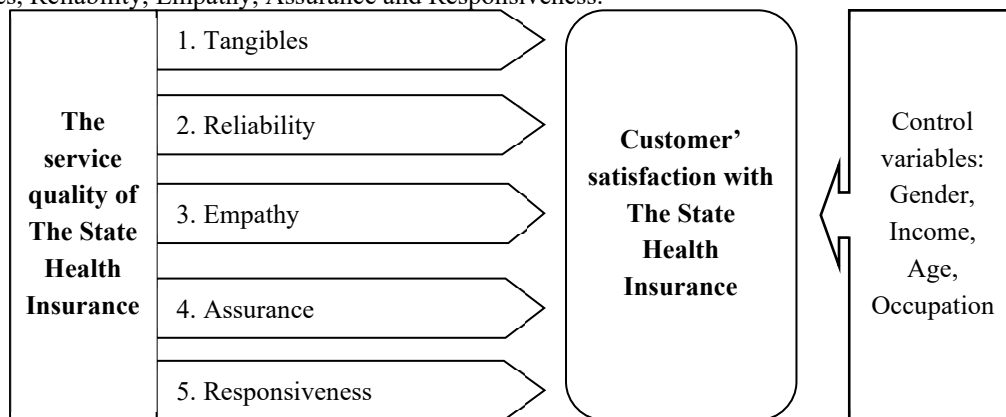 Reliability, Empathy, Assurance and Responsiveness.
The
service
quality of
The State
Health
Insurance
1. Tangibles
2. Reliability
3. Empathy
4. Assurance
5. Responsiveness
Customer’
satisfaction with
The State
Health
Insurance
Control
variables:
Gender,
Income,
Age,
Occupation